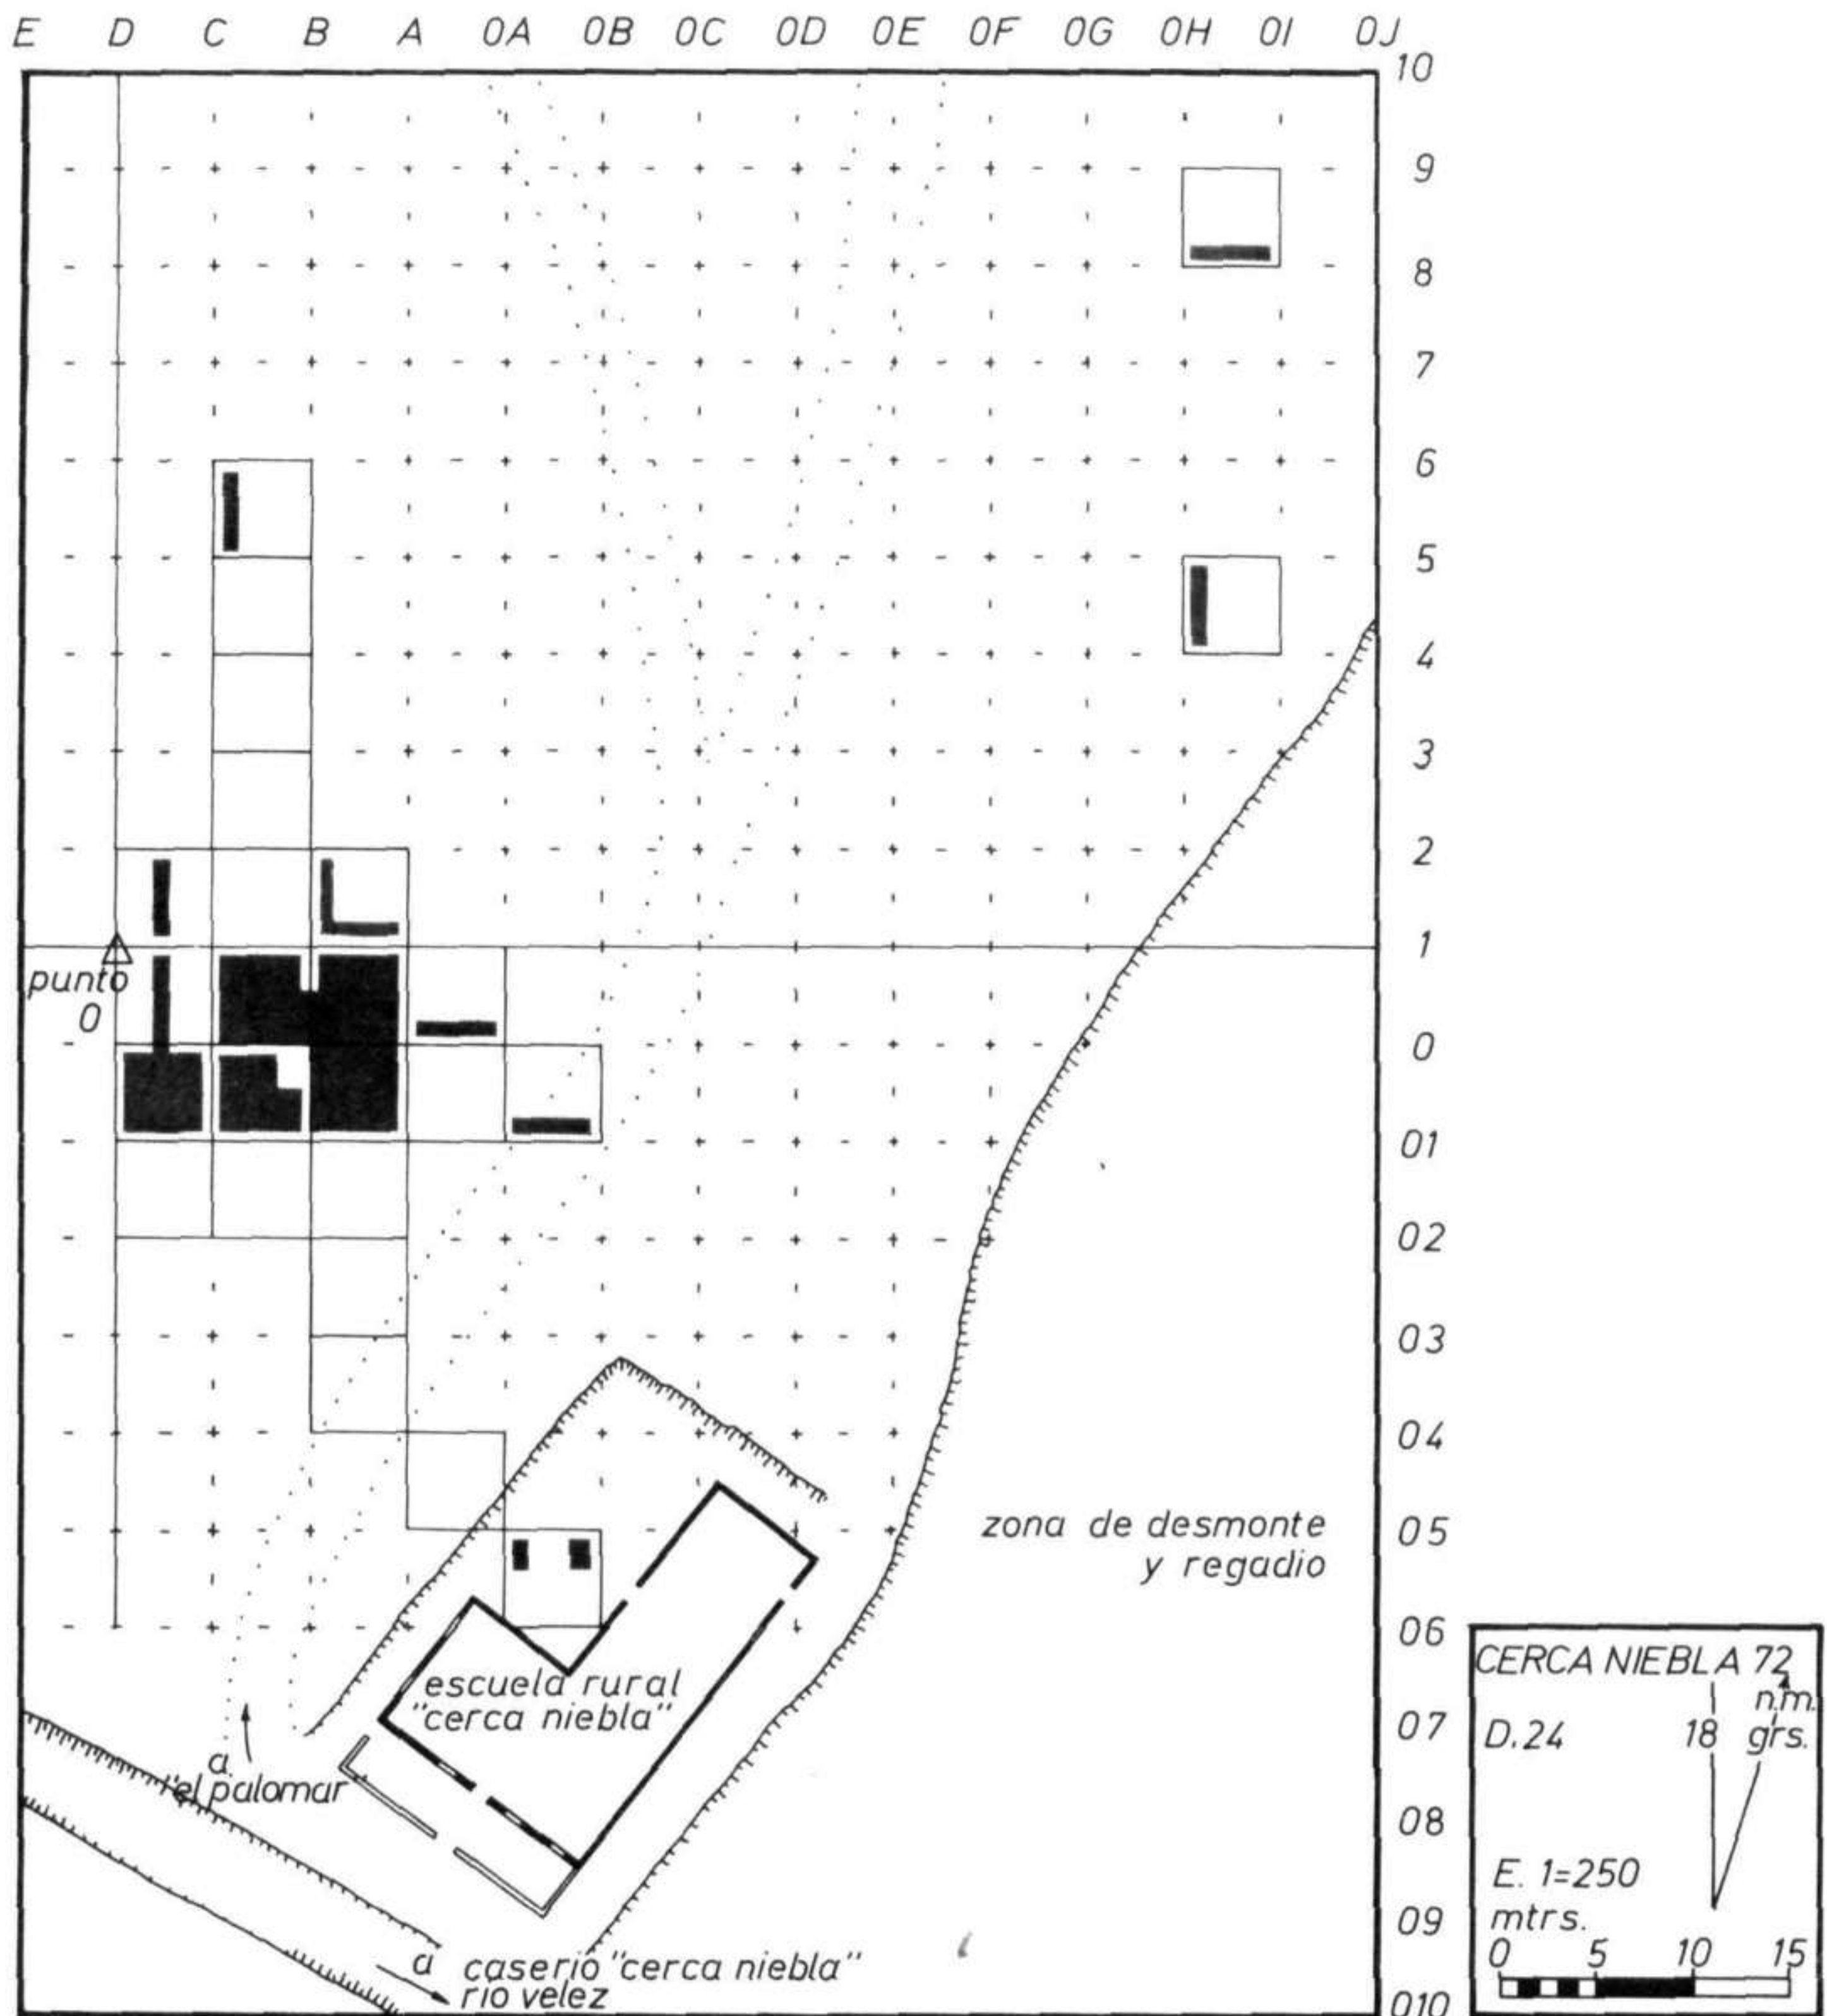 E D C B A 0A 0B 0C 0D 0E 0F 0G 0H 0I 0J
10
9
8
7
6
5
4
3
2
1
punto
0
0
01
02
03
04
05
06
07
08
09
010
zona de desmonte
y regadio
escuela rural
"cerca niebla"
a
"el palomar
a caserio "cerca niebla"
rio velez
CERCA NIEBLA 72
n.m.
D.24 18 grs.
E. 1=250
mtrs.
0 5 10 15